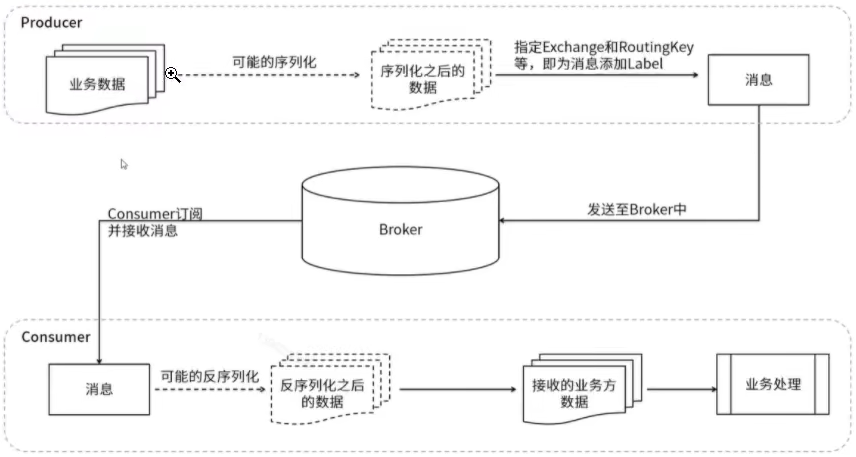 Producer
业务数据
可能的序列化
序列化之后的
数据
指定Exchange和RoutingKey
等，即为消息添加Label
消息
发送至Broker中
Broker
Consumer订阅
并接收消息
Consumer
消息
可能的反序列化
反序列化之后
的数据
接收的业务方
数据
业务处理